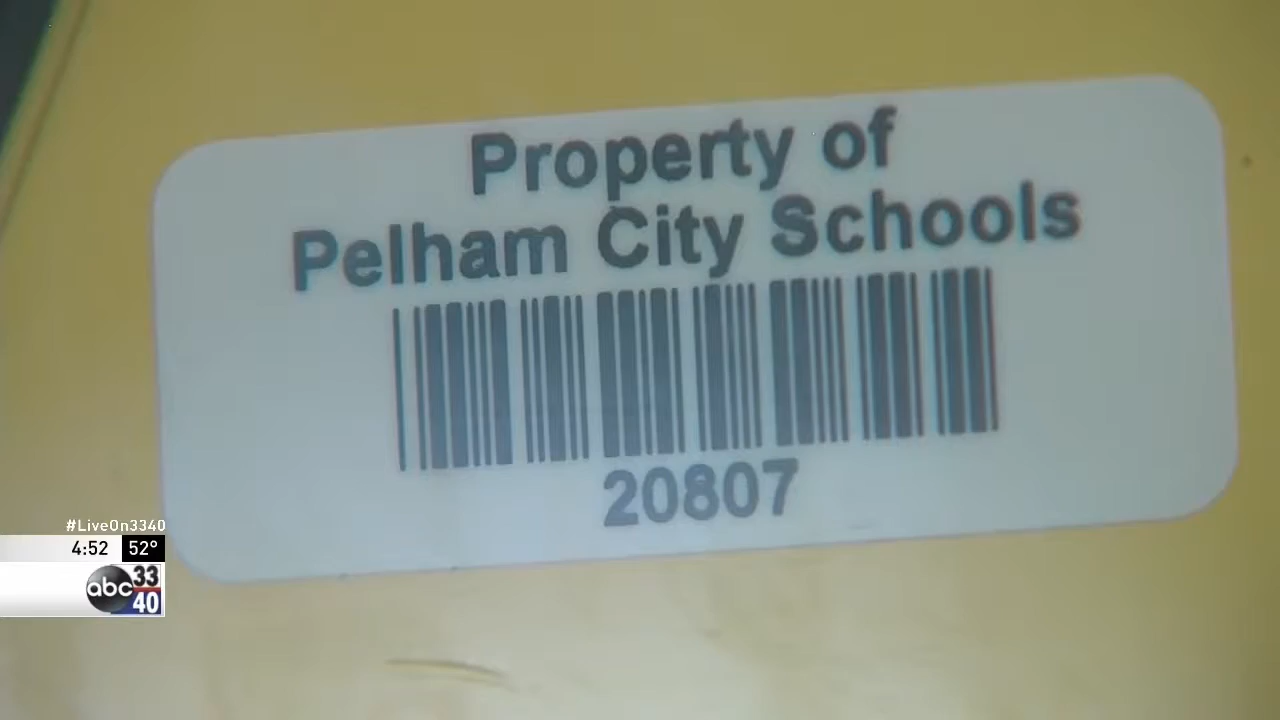 Property of
Pelham City Schools
20807
#LiveOn3340
4:52 52°
abc 33
40